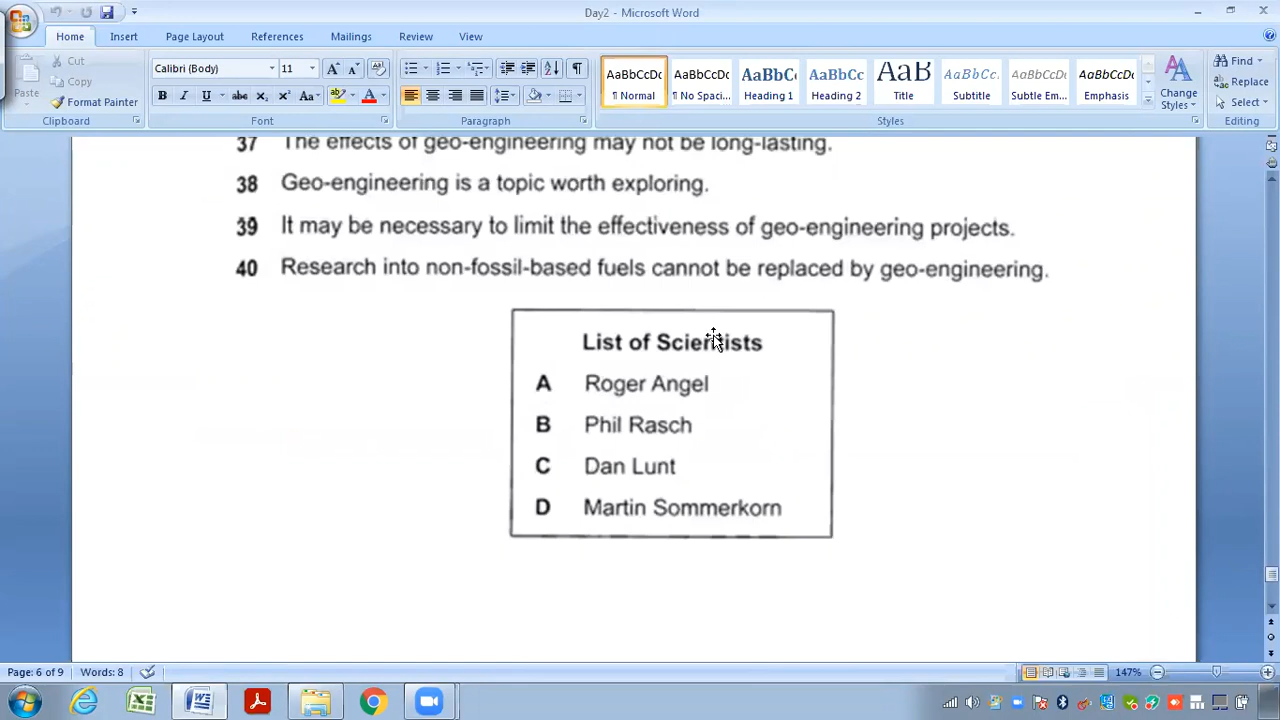 Day2 - Microsoft Word
Home Insert Page Layout References Mailings Review View
Paste
Cut
Copy
Format Painter
Clipboard
Calibri (Body) 11
B I U abc X₂ X² Aa
Font
Paragraph
AaBbCcDc AaBbCcDc AaBbC AaBbCc AaB AaBbCc. AaBbCcDc AaBbCcDc
¶ Normal ¶ No Spaci... Heading 1 Heading 2 Title Subtitle Subtle Em... Emphasis
Change Styles
Styles
Find
Replace
Select
Editing
37 The effects of geo-engineering may not be long-lasting.
38 Geo-engineering is a topic worth exploring.
39 It may be necessary to limit the effectiveness of geo-engineering projects.
40 Research into non-fossil-based fuels cannot be replaced by geo-engineering.
List of Scientists
A Roger Angel
B Phil Rasch
C Dan Lunt
D Martin Sommerkorn
Page: 6 of 9 Words: 8 147%